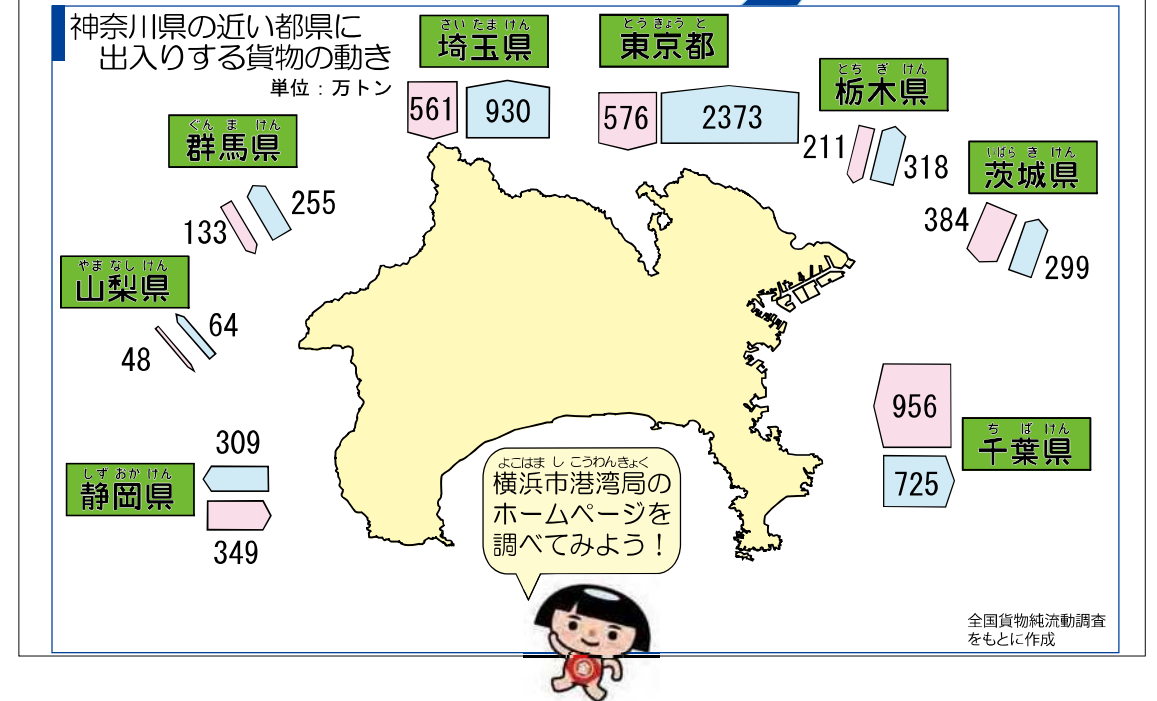 神奈川県の近い都県に
出入りする貨物の動き
単位：万トン
さいたまけん
埼玉県
561
930
とうきょうと
東京都
576
2373
とちぎけん
栃木県
211
318
いばらきけん
茨城県
384
299
ぐんまけん
群馬県
133
255
やまなしけん
山梨県
48
64
しずおかけん
静岡県
309
349
ちばけん
千葉県
956
725
よこはましこうわんきょく
横浜市港湾局の
ホームページを
調べてみよう！
金
全国貨物純流動調査
をもとに作成